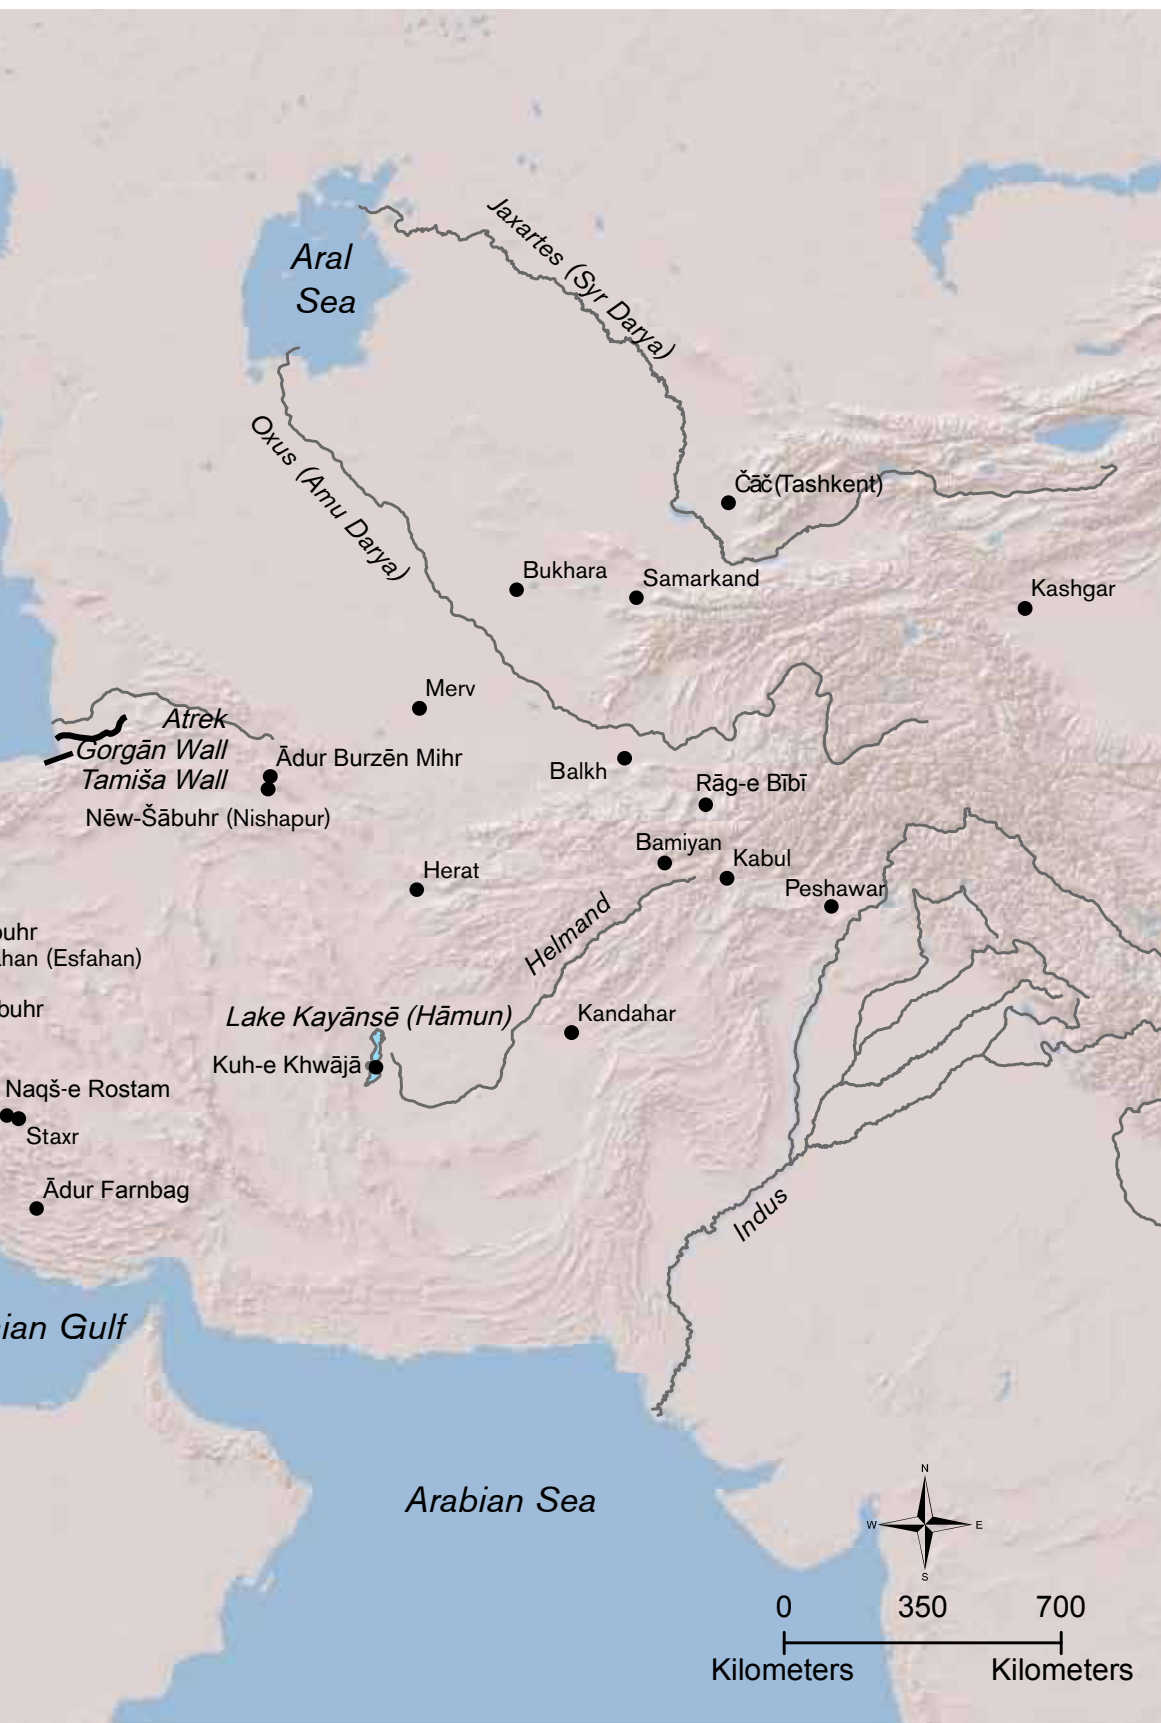 Aral
Sea
Jaxartes (Syr Darya)
Oxus (Amu Darya)
Čāč(Tashkent)
Bukhara
Samarkand
Kashgar
Merv
Atrek
Gorgān Wall
Tamiša Wall
Ādur Burzēn Mihr
Nēw-Šābuhr (Nishapur)
Balkh
Rāg-e Bībī
Bamiyan
Kabul
Herat
Peshawar
Helmand
buhr
han (Esfahan)
buhr
Lake Kayānsē (Hāmun)
Kandahar
Kuh-e Khwājā
Naqš-e Rostam
Staxr
Ādur Farnbag
Indus
ian Gulf
Arabian Sea
N
W E
S
0 350 700
Kilometers Kilometers